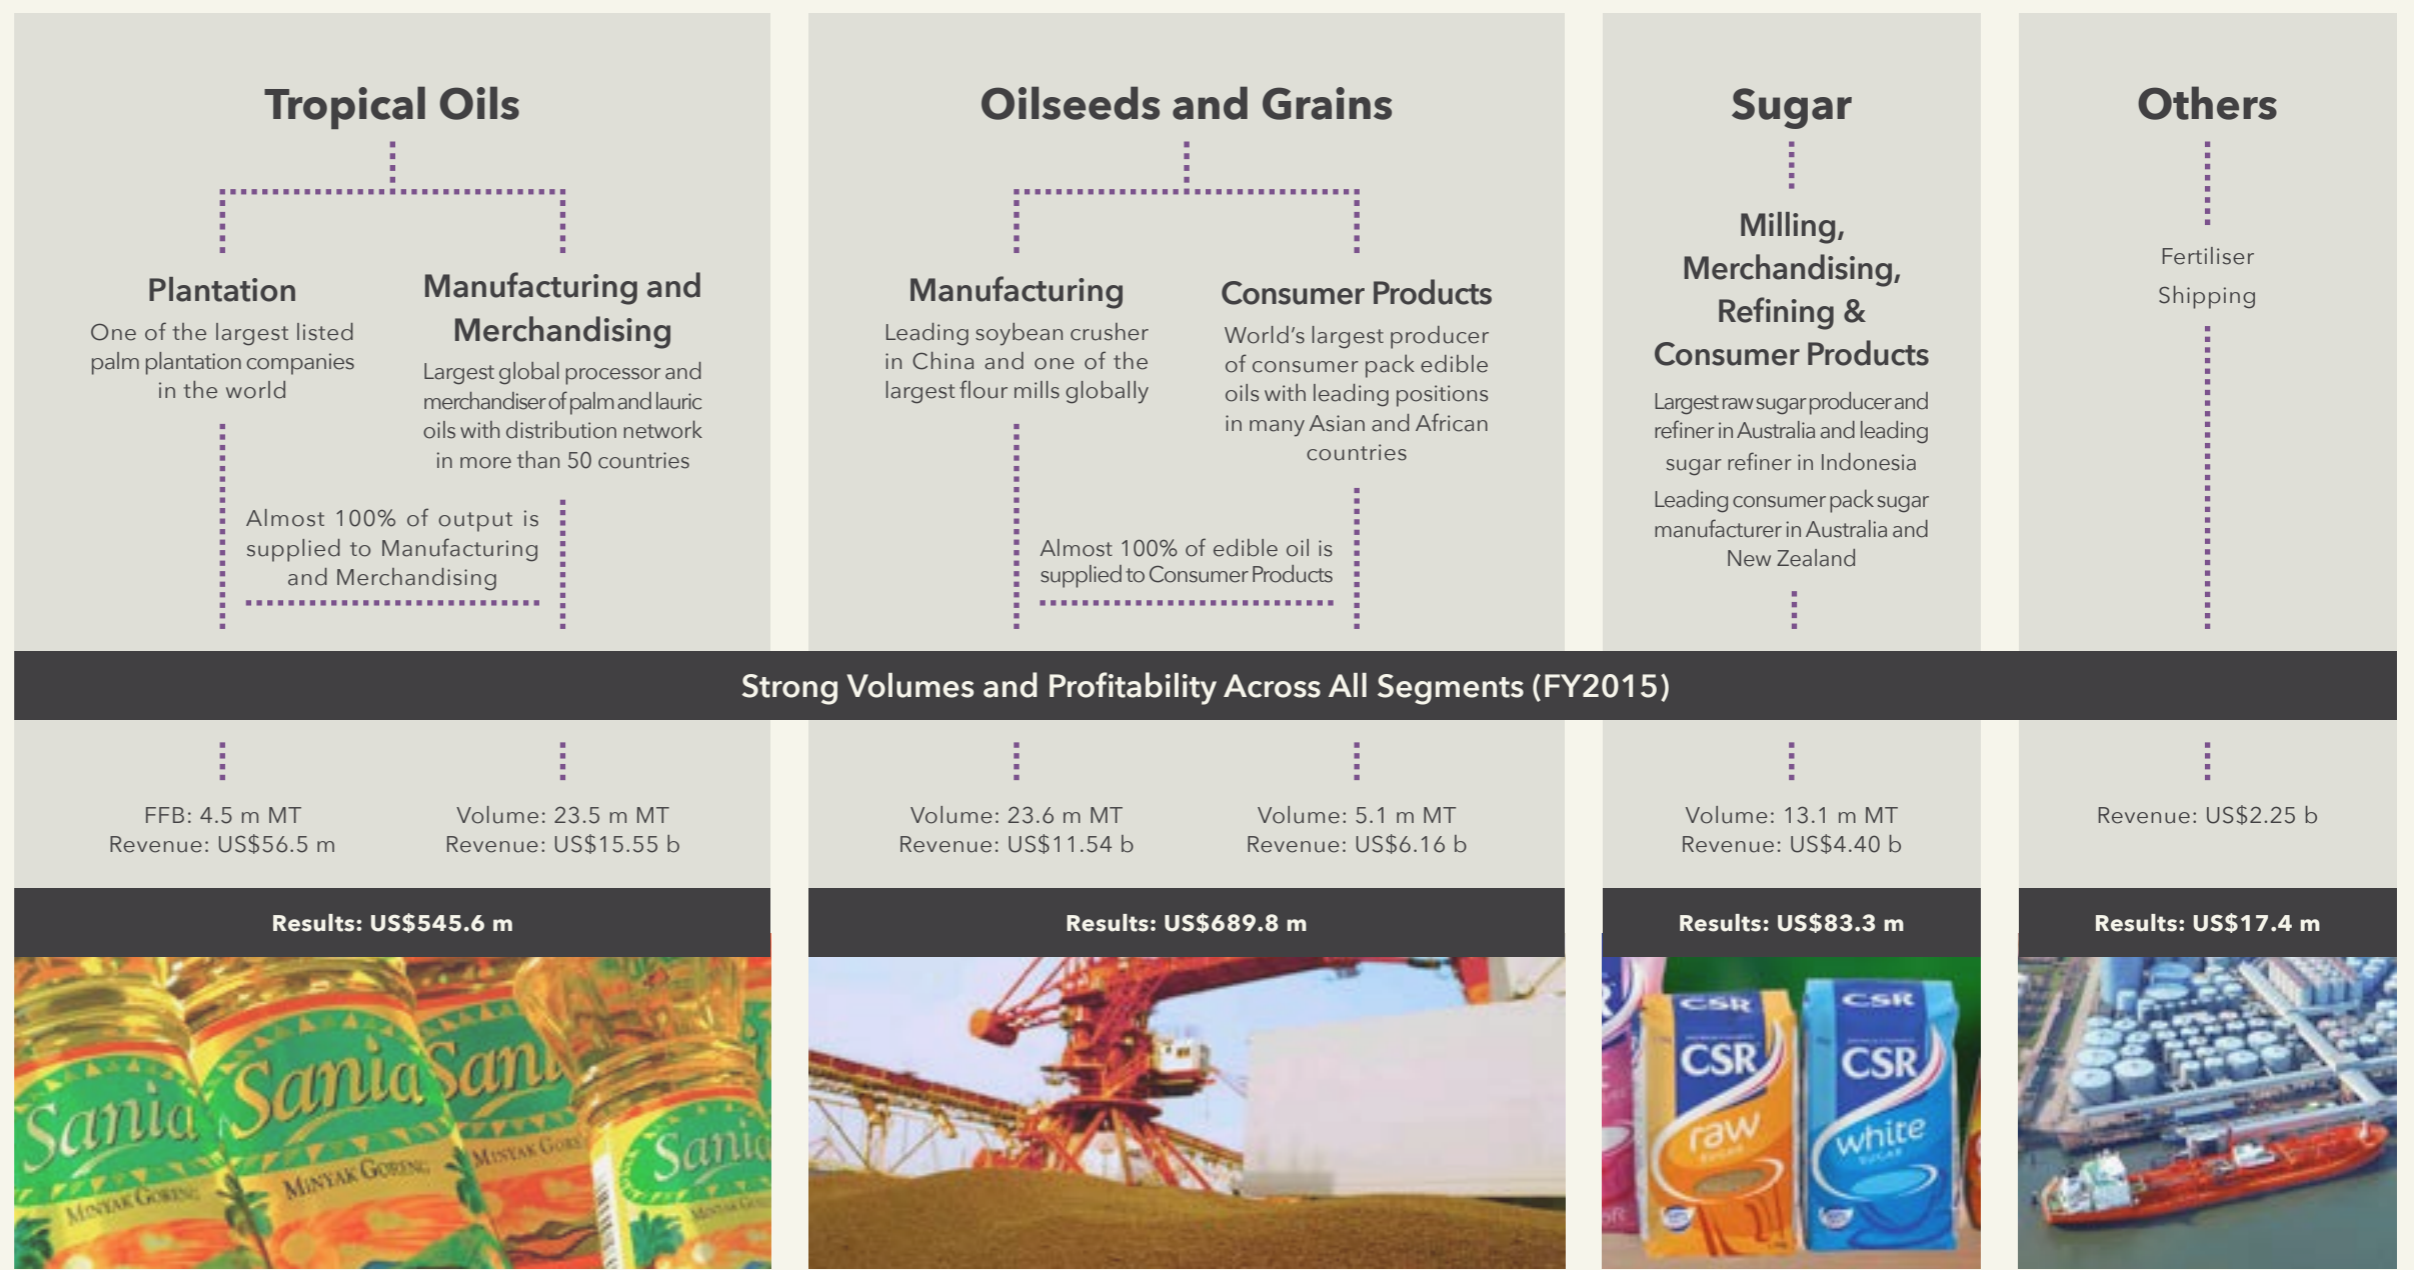 Tropical Oils
Plantation
One of the largest listed
palm plantation companies
in the world
Manufacturing and
Merchandising
Largest global processor and
merchandiser of palm and lauric
oils with distribution network
in more than 50 countries
Almost 100% of output is
supplied to Manufacturing
and Merchandising
Oilseeds and Grains
Manufacturing
Leading soybean crusher
in China and one of the
largest flour mills globally
Consumer Products
World's largest producer
of consumer pack edible
oils with leading positions
in many Asian and African
countries
Almost 100% of edible oil is
supplied to Consumer Products
Sugar
Milling,
Merchandising,
Refining &
Consumer Products
Largest raw sugar producer and
refiner in Australia and leading
sugar refiner in Indonesia
Leading consumer pack sugar
manufacturer in Australia and
New Zealand
Others
Fertiliser
Shipping
Strong Volumes and Profitability Across All Segments (FY2015)
FFB: 4.5 m MT
Revenue: US$56.5 m
Volume: 23.5 m MT
Revenue: US$15.55 b
Volume: 23.6 m MT
Revenue: US$11.54 b
Volume: 5.1 m MT
Revenue: US$6.16 b
Volume: 13.1 m MT
Revenue: US$4.40 b
Revenue: US$2.25 b
Results: US$545.6 m
Results: US$689.8 m
Results: US$83.3 m
Results: US$17.4 m
Sania
MINYAK GORENG
Sania
MINYAK GORENG
Sani
MINYAK GOR
Sania
MINYAK
CSR
CSR
raw
SUGAR
CSR
CSR
white
SUGAR